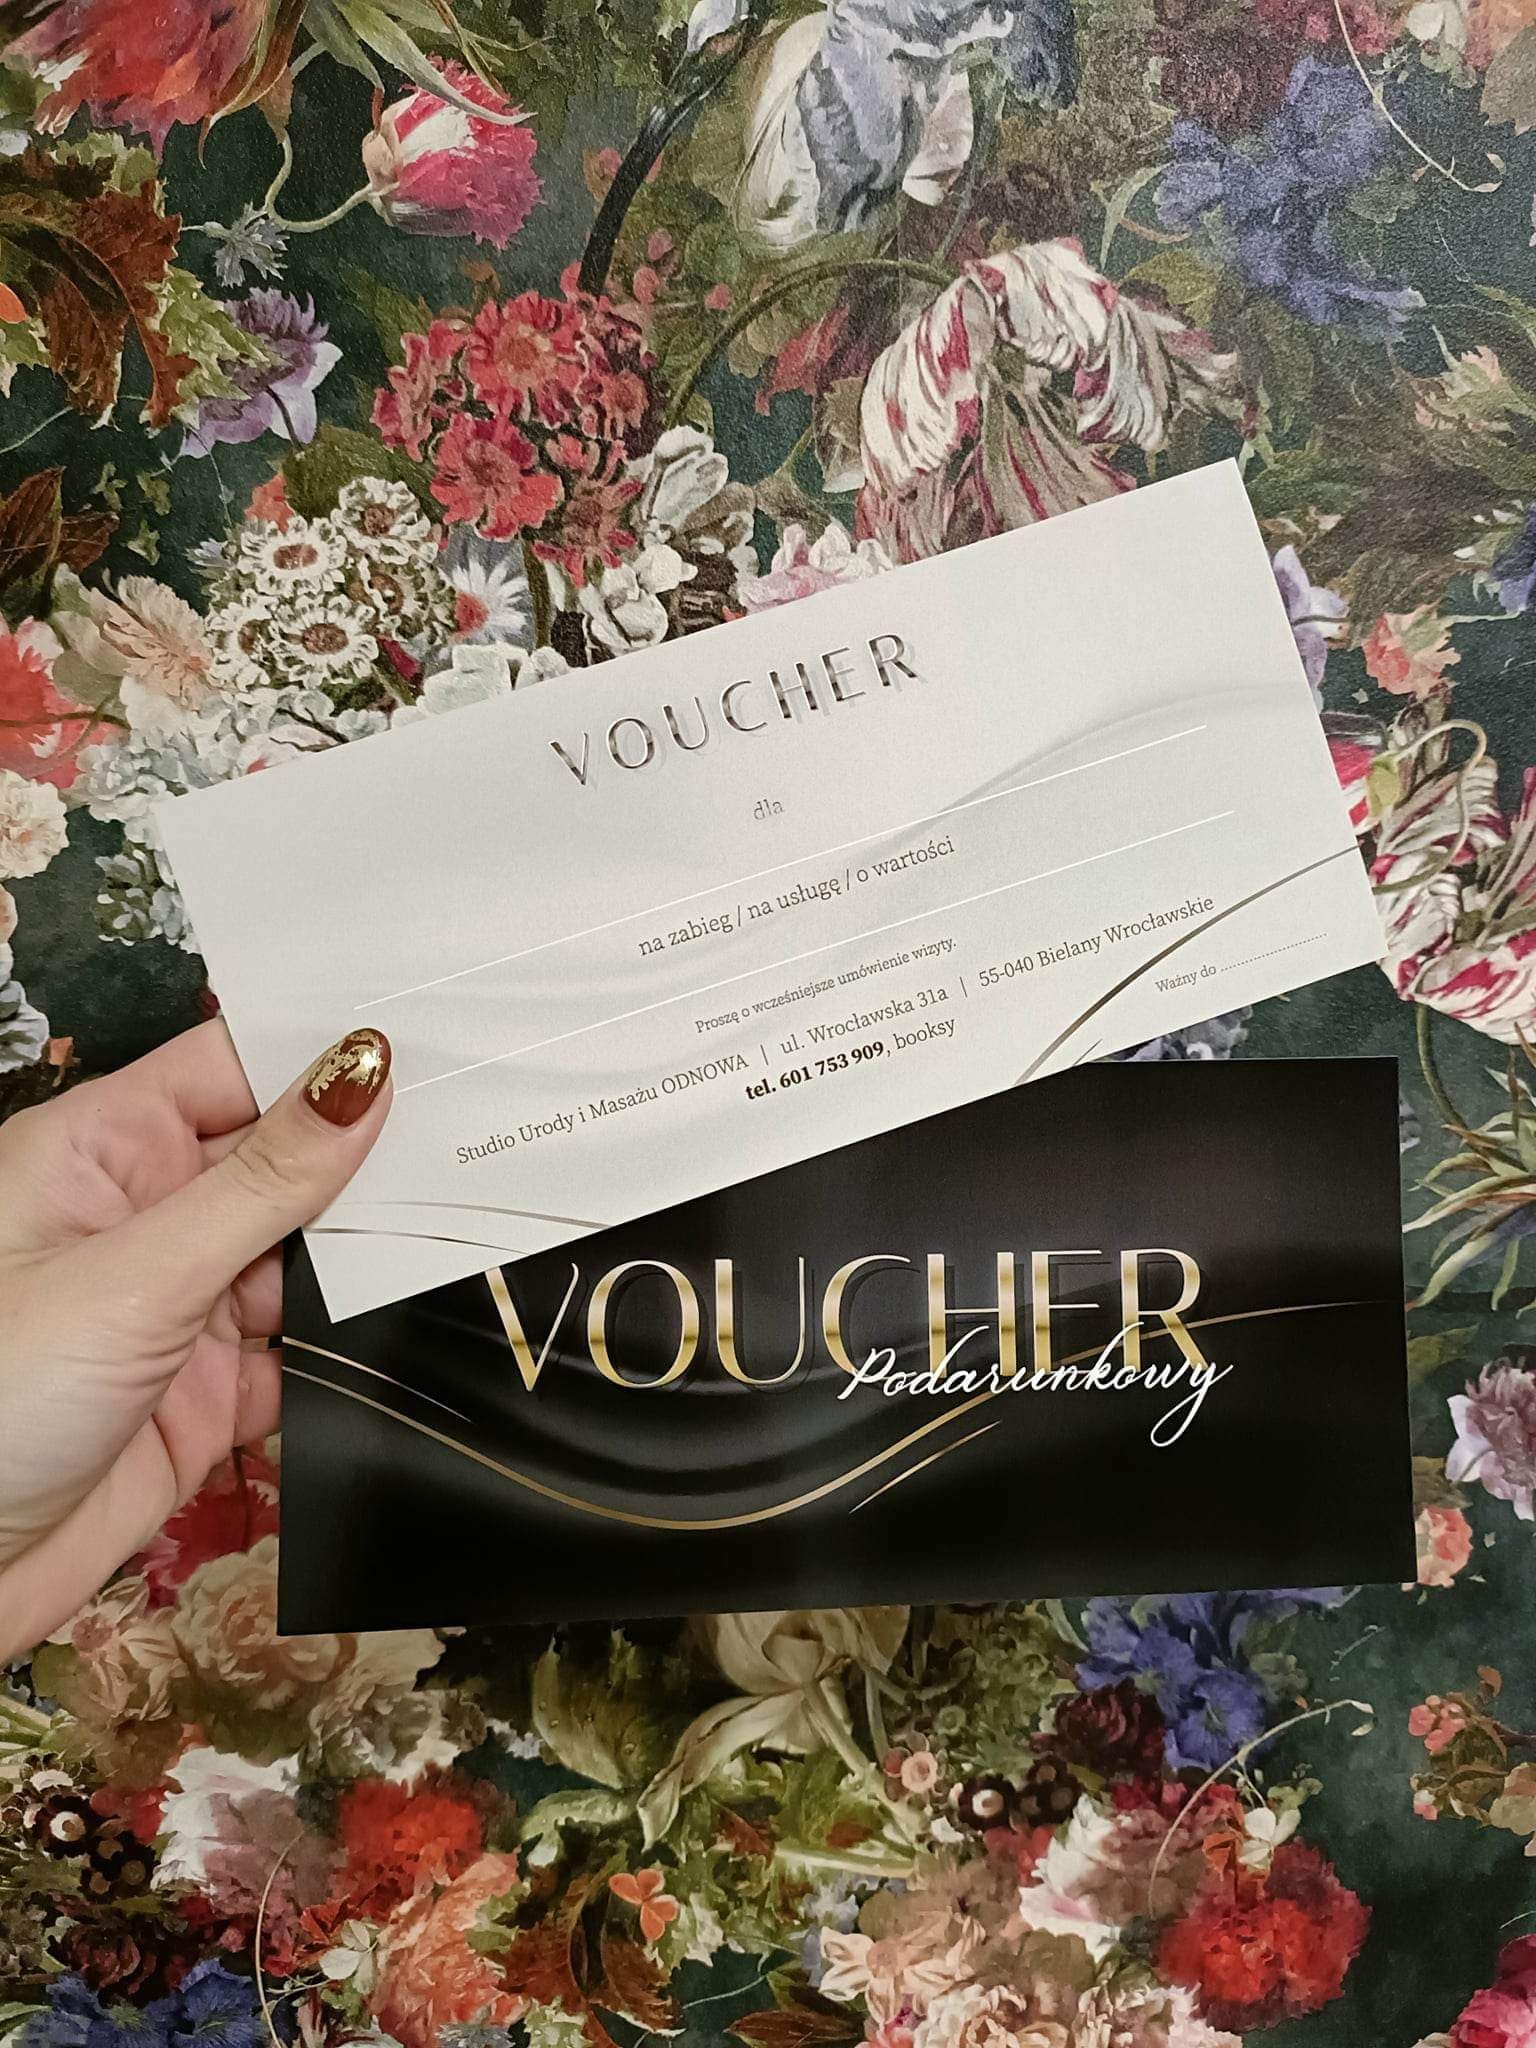 VOUCHER
dla
na zabieg / na usługę / o wartości
Proszę o wcześniejsze umówienie wizyty.
Studio Urody i Masażu ODNOWA | ul. Wrocławska 31a | 55-040 Bielany Wrocławskie
tel. 601 753 909, booksy
Ważny do ..............................
VOUCHER
Podarunkowy